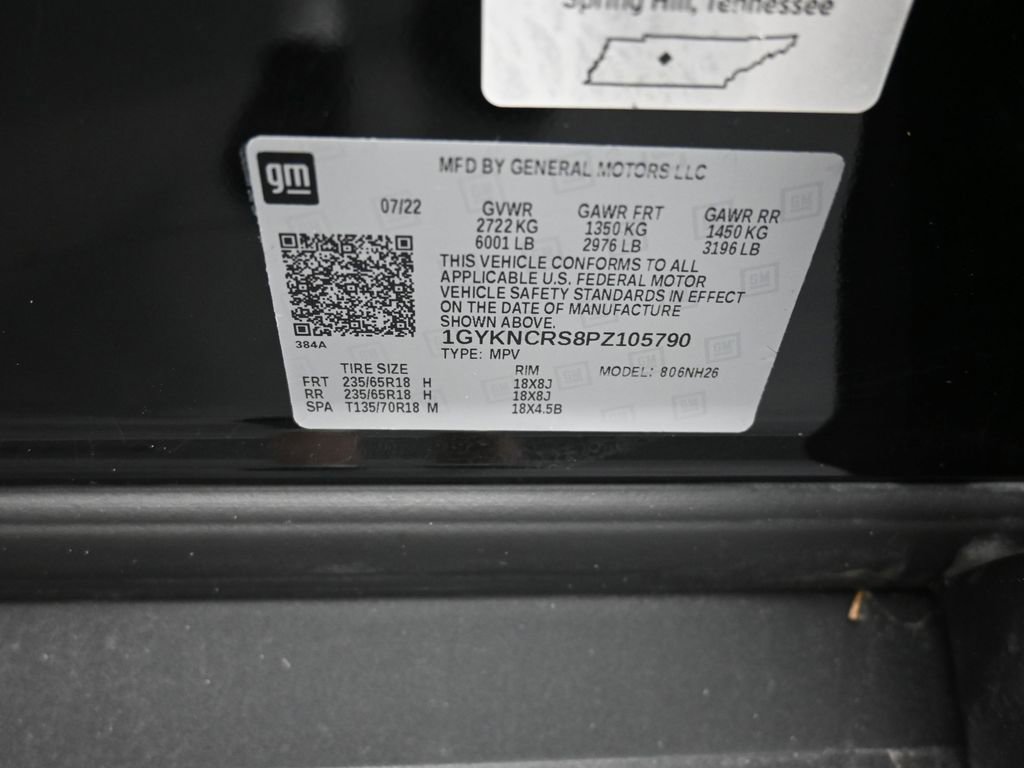 Spring Hill, Tennessee
gm
MFD BY GENERAL MOTORS LLC
07/22
GVWR GAWR FRT GAWR RR
2722 KG 1350 KG 1450 KG
6001 LB 2976 LB 3196 LB
THIS VEHICLE CONFORMS TO ALL
APPLICABLE U.S. FEDERAL MOTOR
VEHICLE SAFETY STANDARDS IN EFFECT
ON THE DATE OF MANUFACTURE
SHOWN ABOVE.
384A
1GYKNCRS8PZ105790
TYPE: MPV
TIRE SIZE RIM MODEL: 806NH26
FRT 235/65R18 H 18X8J
RR 235/65R18 H 18X8J
SPA T135/70R18 M 18X4.5B